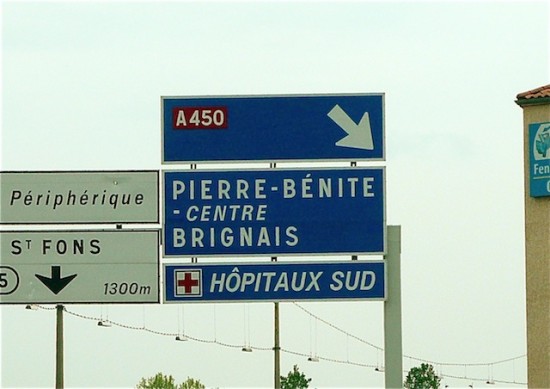 A450
Périphérique
ST FONS
5
1300m
PIERRE-BÉNITE
-CENTRE
BRIGNAIS
HÔPITAUX SUD